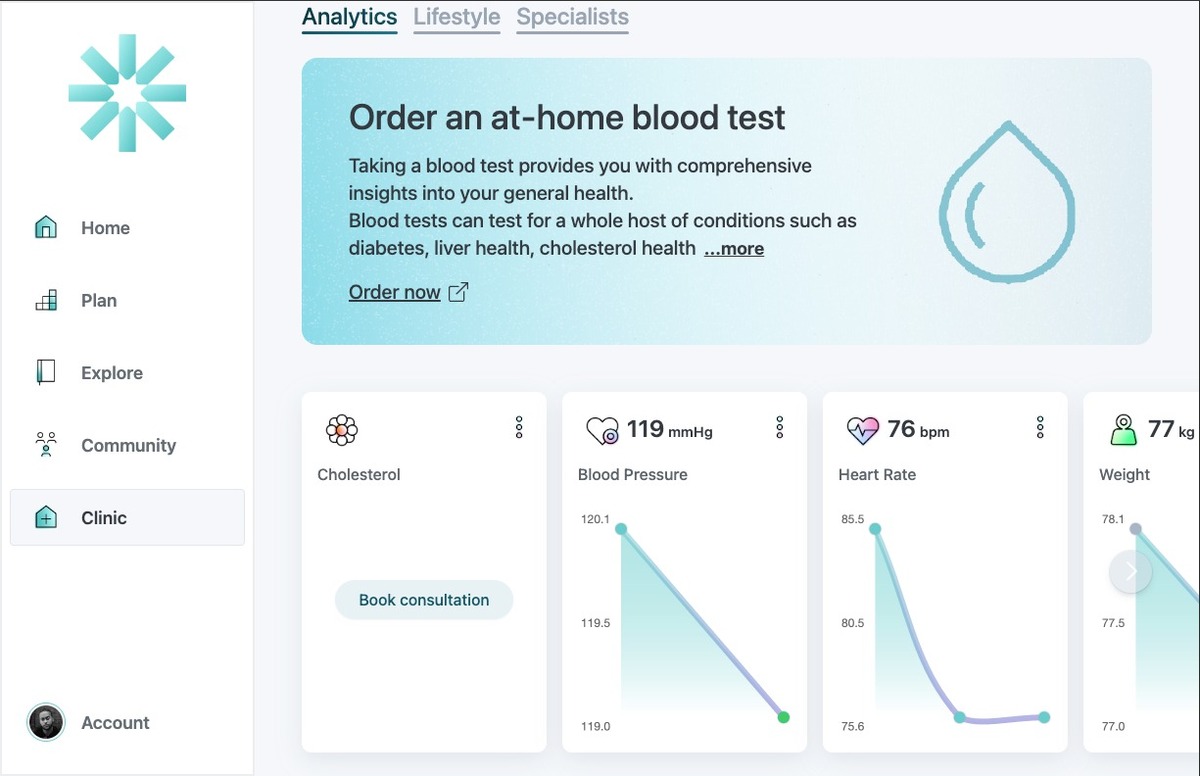 Analytics Lifestyle Specialists
Order an at-home blood test
Taking a blood test provides you with comprehensive
insights into your general health.
Blood tests can test for a whole host of conditions such as
diabetes, liver health, cholesterol health ...more
Order now
Home
Plan
Explore
Community
Clinic
Account
Cholesterol
Book consultation
119 mmHg
Blood Pressure
120.1
119.5
119.0
76 bpm
Heart Rate
85.5
80.5
75.6
77 kg
Weight
78.1
77.5
77.0